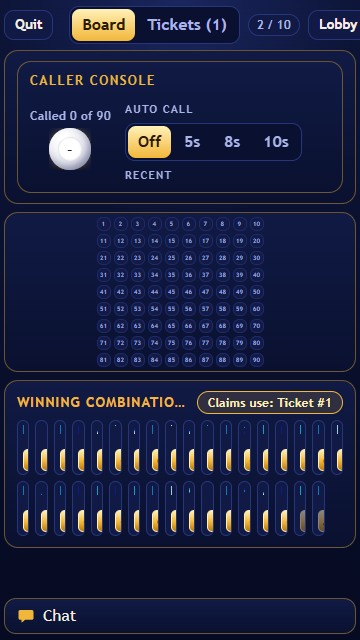 Quit Board Tickets (1) 2 / 10 Lobby
CALLER CONSOLE
Called 0 of 90
-
AUTO CALL
Off 5s 8s 10s
RECENT
1 2 3 4 5 6 7 8 9 10
11 12 13 14 15 16 17 18 19 20
21 22 23 24 25 26 27 28 29 30
31 32 33 34 35 36 37 38 39 40
41 42 43 44 45 46 47 48 49 50
51 52 53 54 55 56 57 58 59 60
61 62 63 64 65 66 67 68 69 70
71 72 73 74 75 76 77 78 79 80
81 82 83 84 85 86 87 88 89 90
WINNING COMBINATIO... Claims use: Ticket #1
Chat